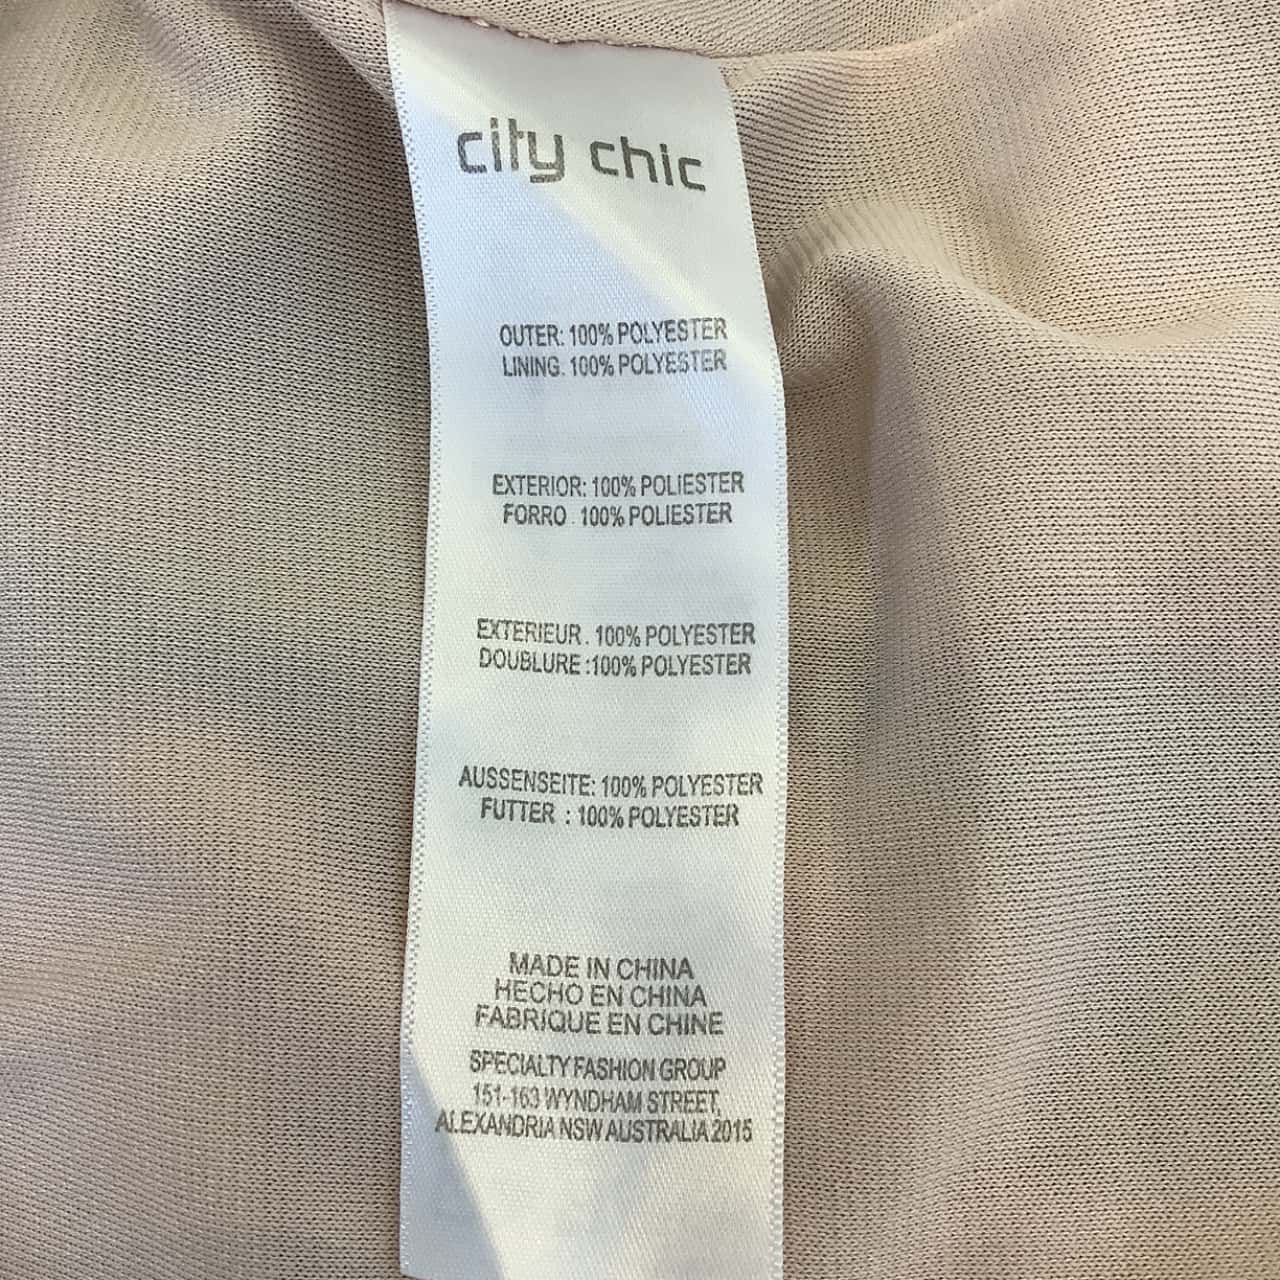 city chic
OUTER: 100% POLYESTER
LINING: 100% POLYESTER
EXTERIOR: 100% POLIESTER
FORRO : 100% POLIESTER
EXTERIEUR : 100% POLYESTER
DOUBLURE :100% POLYESTER
AUSSENSEITE: 100% POLYESTER
FUTTER : 100% POLYESTER
MADE IN CHINA
HECHO EN CHINA
FABRIQUE EN CHINE
SPECIALTY FASHION GROUP
151-163 WYNDHAM STREET,
ALEXANDRIA NSW AUSTRALIA 2015